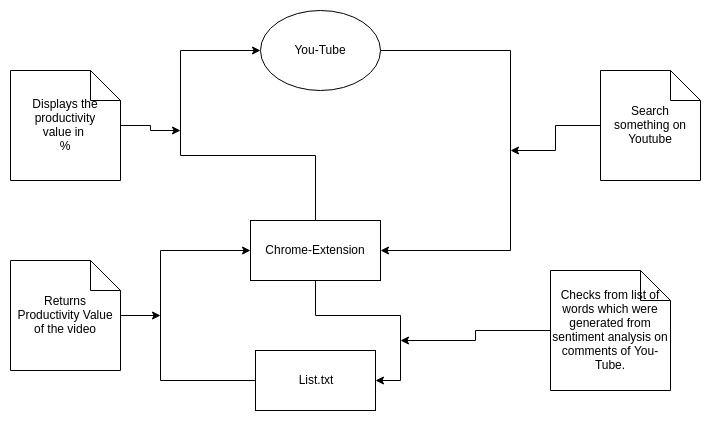 You-Tube
Displays the
productivity
value in
%
Search
something on
Youtube
Chrome-Extension
Returns
Productivity Value
of the video
Checks from list of
words which were
generated from
sentiment analysis on
comments of You-
Tube.
List.txt